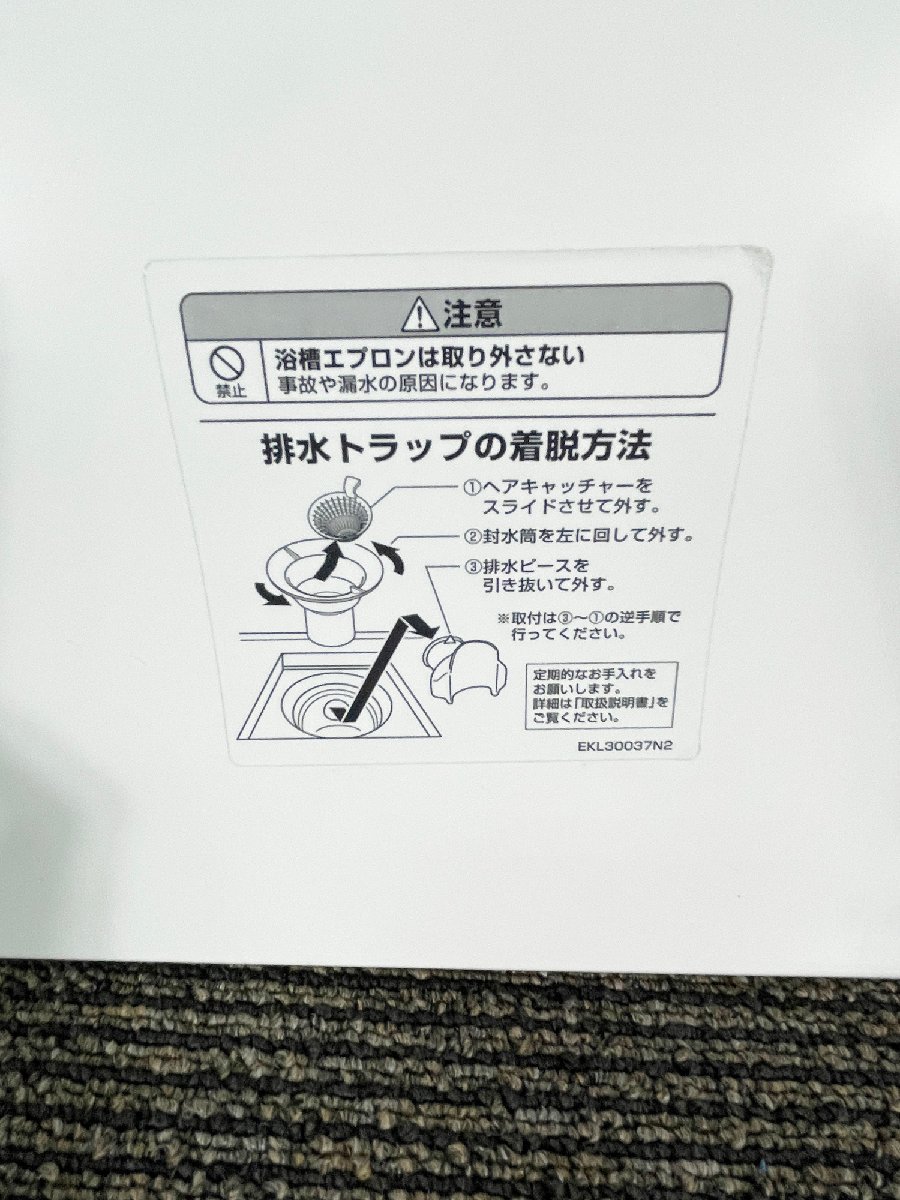 注意
禁止
浴槽エプロンは取り外さない
事故や漏水の原因になります。
排水トラップの着脱方法
①ヘアキャッチャーを
スライドさせて外す。
②封水筒を左に回して外す。
③排水ピースを
引き抜いて外す。
※取付は③～①の逆手順で
行ってください。
定期的なお手入れを
お願いします。
詳細は「取扱説明書」を
ご覧ください。
EKL30037N2